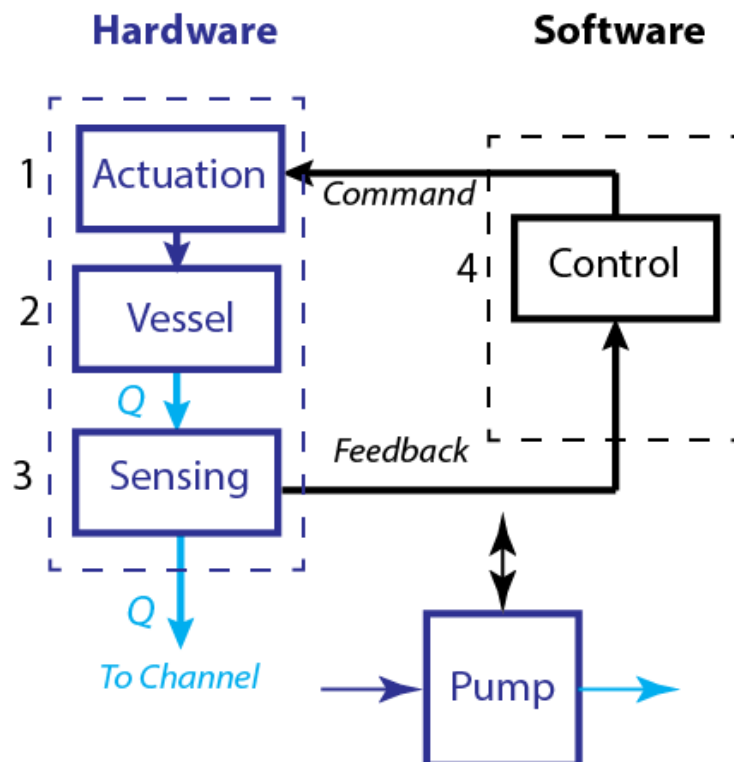 Hardware
Software
1
Actuation
Command
2
Vessel
4
Control
Q
3
Sensing
Feedback
Q
To Channel
Pump